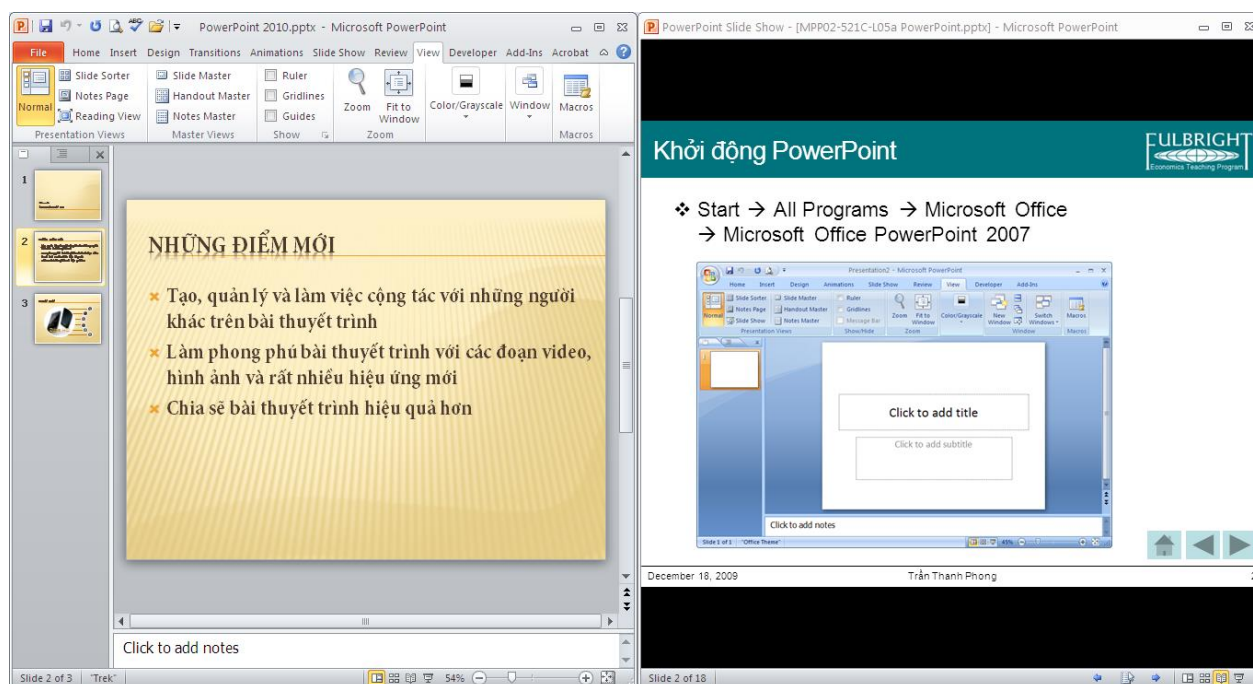 PowerPoint 2010.pptx - Microsoft PowerPoint
File Home Insert Design Transitions Animations Slide Show Review View Developer Add-Ins Acrobat
Normal
Slide Sorter
Notes Page
Reading View
Presentation Views
Slide Master
Handout Master
Notes Master
Master Views
Ruler
Gridlines
Guides
Show
Zoom
Fit to
Window
Zoom
Color/Grayscale
Window
Macros
Macros
1
2
3
NHỮNG ĐIỂM MỚI
Tạo, quản lý và làm việc cộng tác với những người
khác trên bài thuyết trình
Làm phong phú bài thuyết trình với các đoạn video,
hình ảnh và rất nhiều hiệu ứng mới
Chia sẽ bài thuyết trình hiệu quả hơn
Click to add notes
Slide 2 of 3 "Trek" 54%
PowerPoint Slide Show - [MPP02-521C-L05a PowerPoint.pptx] - Microsoft PowerPoint
Khởi động PowerPoint
FULBRIGHT
Economics Teaching Program
❖ Start → All Programs → Microsoft Office
→ Microsoft Office PowerPoint 2007
Presentation2 - Microsoft PowerPoint
Home Insert Design Animations Slide Show Review View Developer Add-Ins
Normal
Slide Sorter
Notes Page
Slide Show
Presentation Views
Slide Master
Handout Master
Notes Master
Ruler
Gridlines
Message Bar
Show/Hide
Zoom
Fit to
Window
Zoom
Color/Grayscale
New
Window
Switch
Windows
Window
Macros
Macros
Click to add title
Click to add subtitle
Click to add notes
Slide 1 of 1 "Office Theme" 45%
December 18, 2009 Trần Thanh Phong
Slide 2 of 18